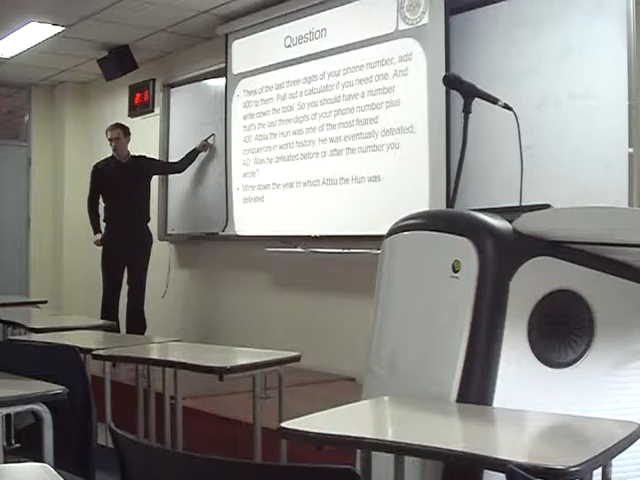 Question
• Think of the last three digits of your phone number, add
400 to them. Pull out a calculator if you need one. And
write down the total. So you should have a number
that's the last three digits of your phone number plus
400. Attila the Hun was one of the most feared
conquerors in world history. He was eventually defeated,
AD. Was he defeated before or after the number you
wrote?
• Write down the year in which Attila the Hun was
defeated